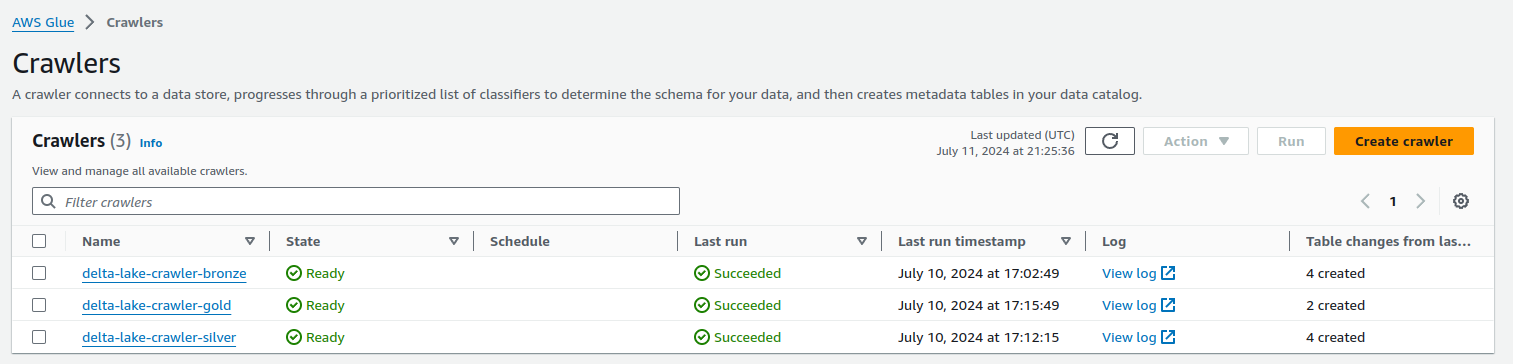 AWS Glue > Crawlers
Crawlers
A crawler connects to a data store, progresses through a prioritized list of classifiers to determine the schema for your data, and then creates metadata tables in your data catalog.
Crawlers (3) Info
Last updated (UTC)
July 11, 2024 at 21:25:36
Action
Run
Create crawler
View and manage all available crawlers.
Filter crawlers
1
Name State Schedule Last run Last run timestamp Log Table changes from las...
delta-lake-crawler-bronze Ready Succeeded July 10, 2024 at 17:02:49 View log 4 created
delta-lake-crawler-gold Ready Succeeded July 10, 2024 at 17:15:49 View log 2 created
delta-lake-crawler-silver Ready Succeeded July 10, 2024 at 17:12:15 View log 4 created